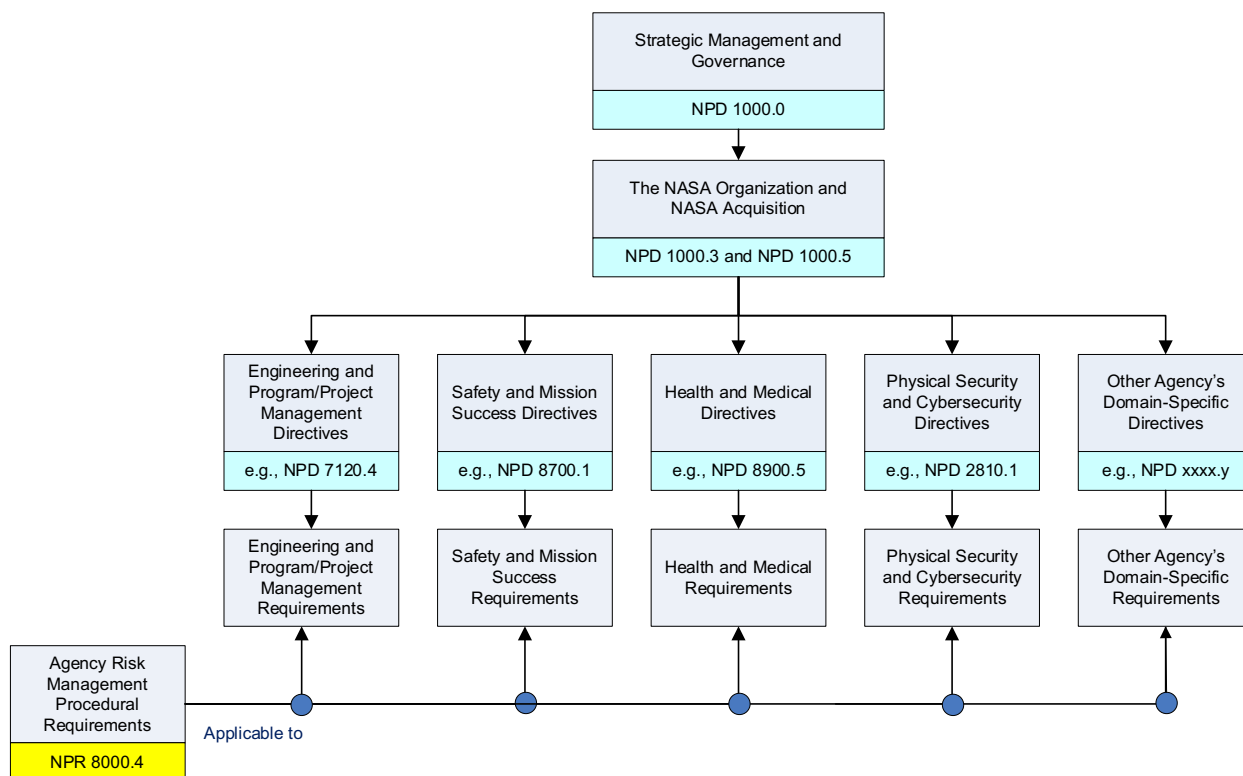 Strategic Management and
Governance
NPD 1000.0
The NASA Organization and
NASA Acquisition
NPD 1000.3 and NPD 1000.5
Engineering and
Program/Project
Management
Directives
e.g., NPD 7120.4
Safety and Mission
Success Directives
e.g., NPD 8700.1
Health and Medical
Directives
e.g., NPD 8900.5
Physical Security
and Cybersecurity
Directives
e.g., NPD 2810.1
Other Agency’s
Domain-Specific
Directives
e.g., NPD xxxx.y
Engineering and
Program/Project
Management
Requirements
Safety and Mission
Success
Requirements
Health and Medical
Requirements
Physical Security
and Cybersecurity
Requirements
Other Agency’s
Domain-Specific
Requirements
Agency Risk
Management
Procedural
Requirements
NPR 8000.4
Applicable to